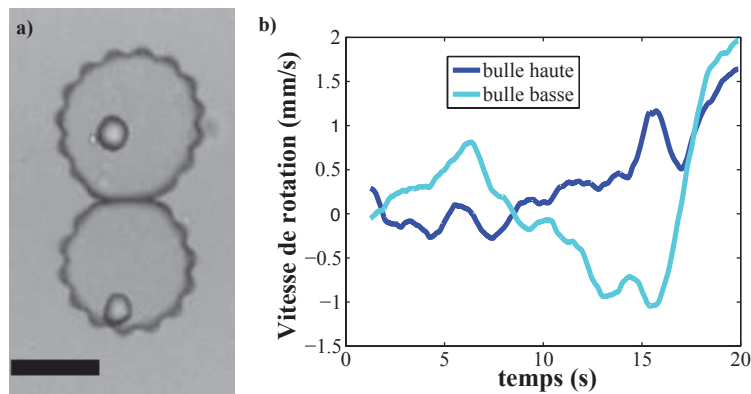 a)
b)
Vitesse de rotation (mm/s)
2
1.5
1
0.5
0
−0.5
−1
−1.5
bulle haute
bulle basse
0
5
10
15
20
temps (s)